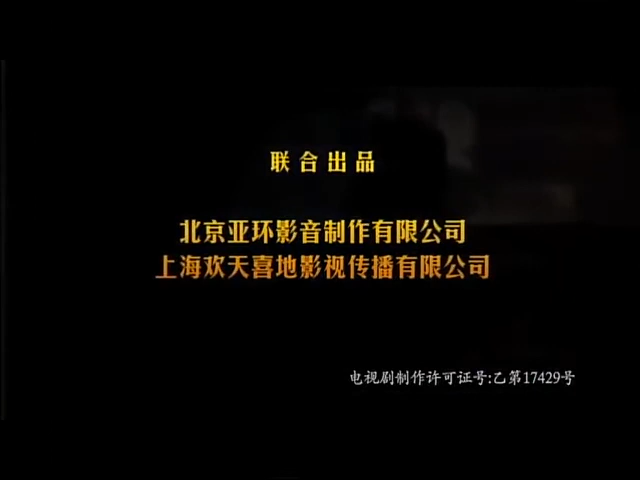 联合出品
北京亚环影音制作有限公司
上海欢天喜地影视传播有限公司
电视剧制作许可证号:乙第17429号